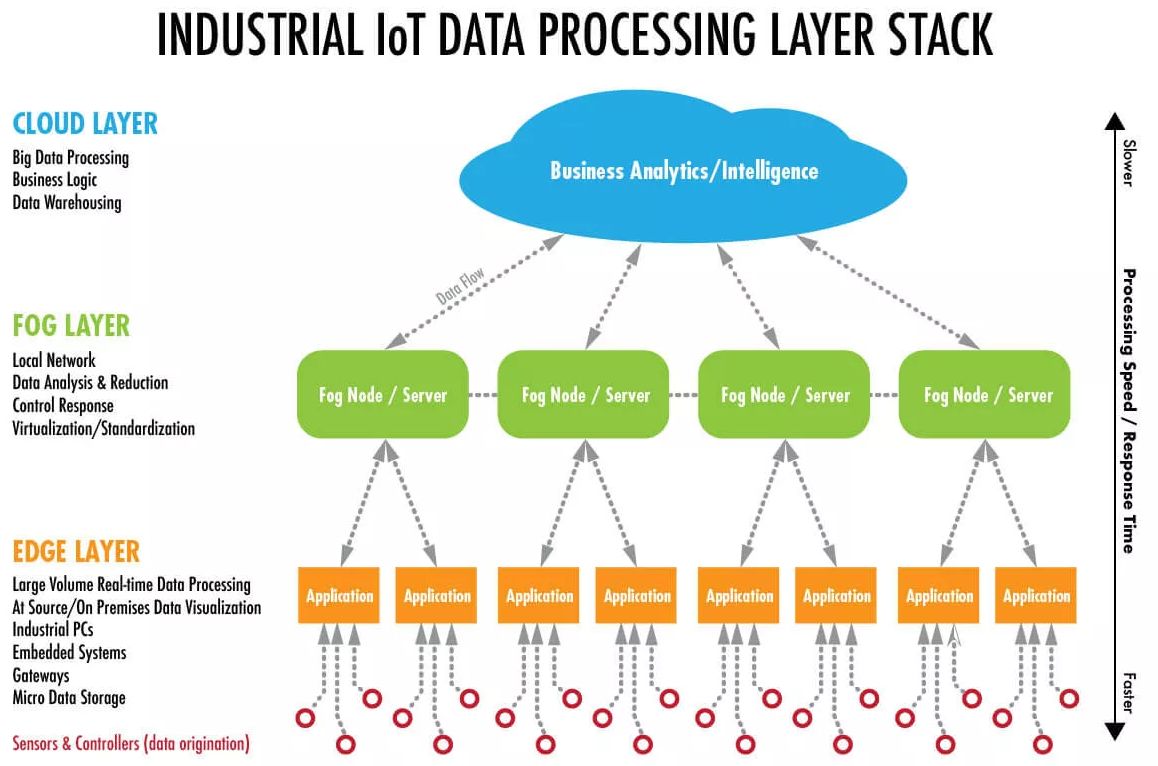 INDUSTRIAL IoT DATA PROCESSING LAYER STACK
CLOUD LAYER
Big Data Processing
Business Logic
Data Warehousing
Business Analytics/Intelligence
Slower
Data Flow
FOG LAYER
Local Network
Data Analysis & Reduction
Control Response
Virtualization/Standardization
Fog Node / Server
Fog Node / Server
Fog Node / Server
Fog Node / Server
Processing Speed / Response Time
EDGE LAYER
Large Volume Real-time Data Processing
At Source/On Premises Data Visualization
Industrial PCs
Embedded Systems
Gateways
Micro Data Storage
Application
Application
Application
Application
Application
Application
Application
Application
Faster
Sensors & Controllers (data origination)